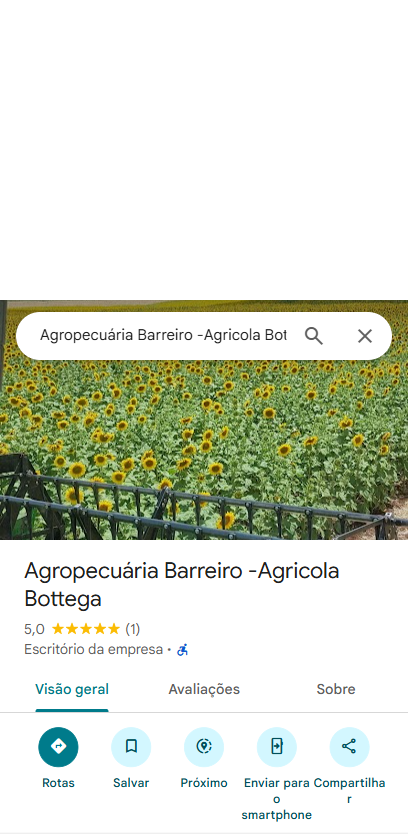 Agropecuária Barreiro -Agricola Bot
Agropecuária Barreiro -Agricola
Bottega
5,0 (1)
Escritório da empresa ·
Visão geral Avaliações Sobre
Rotas Salvar Próximo Enviar para Compartilha
o r
smartphone